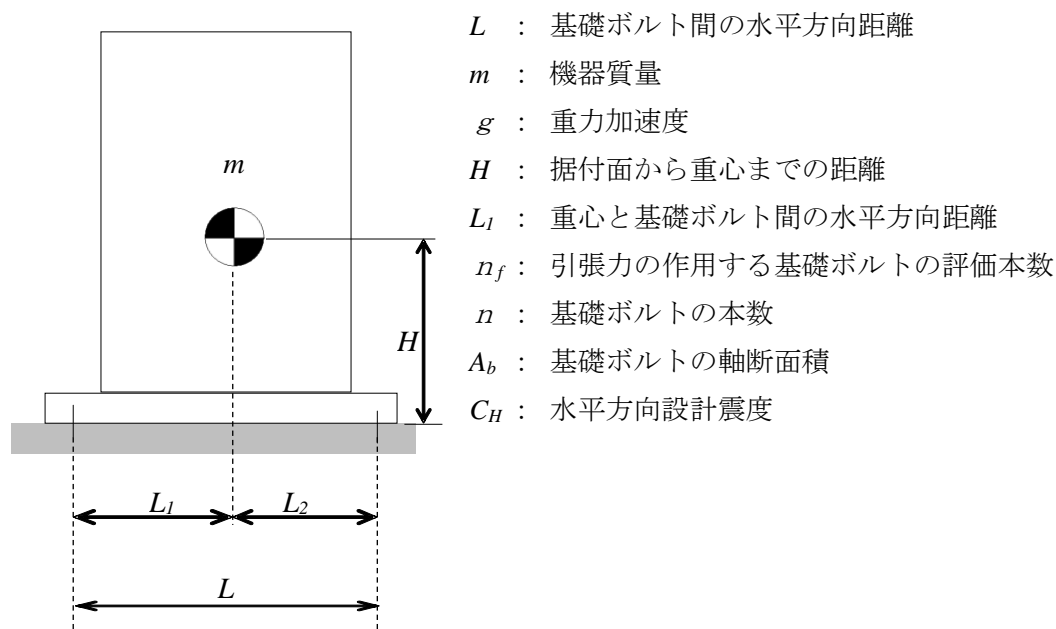 L : 基礎ボルト間の水平方向距離
m : 機器質量
g : 重力加速度
H : 据付面から重心までの距離
L1 : 重心と基礎ボルト間の水平方向距離
nf : 引張力の作用する基礎ボルトの評価本数
n : 基礎ボルトの本数
Ab : 基礎ボルトの軸断面積
CH : 水平方向設計震度
m
H
L1
L2
L